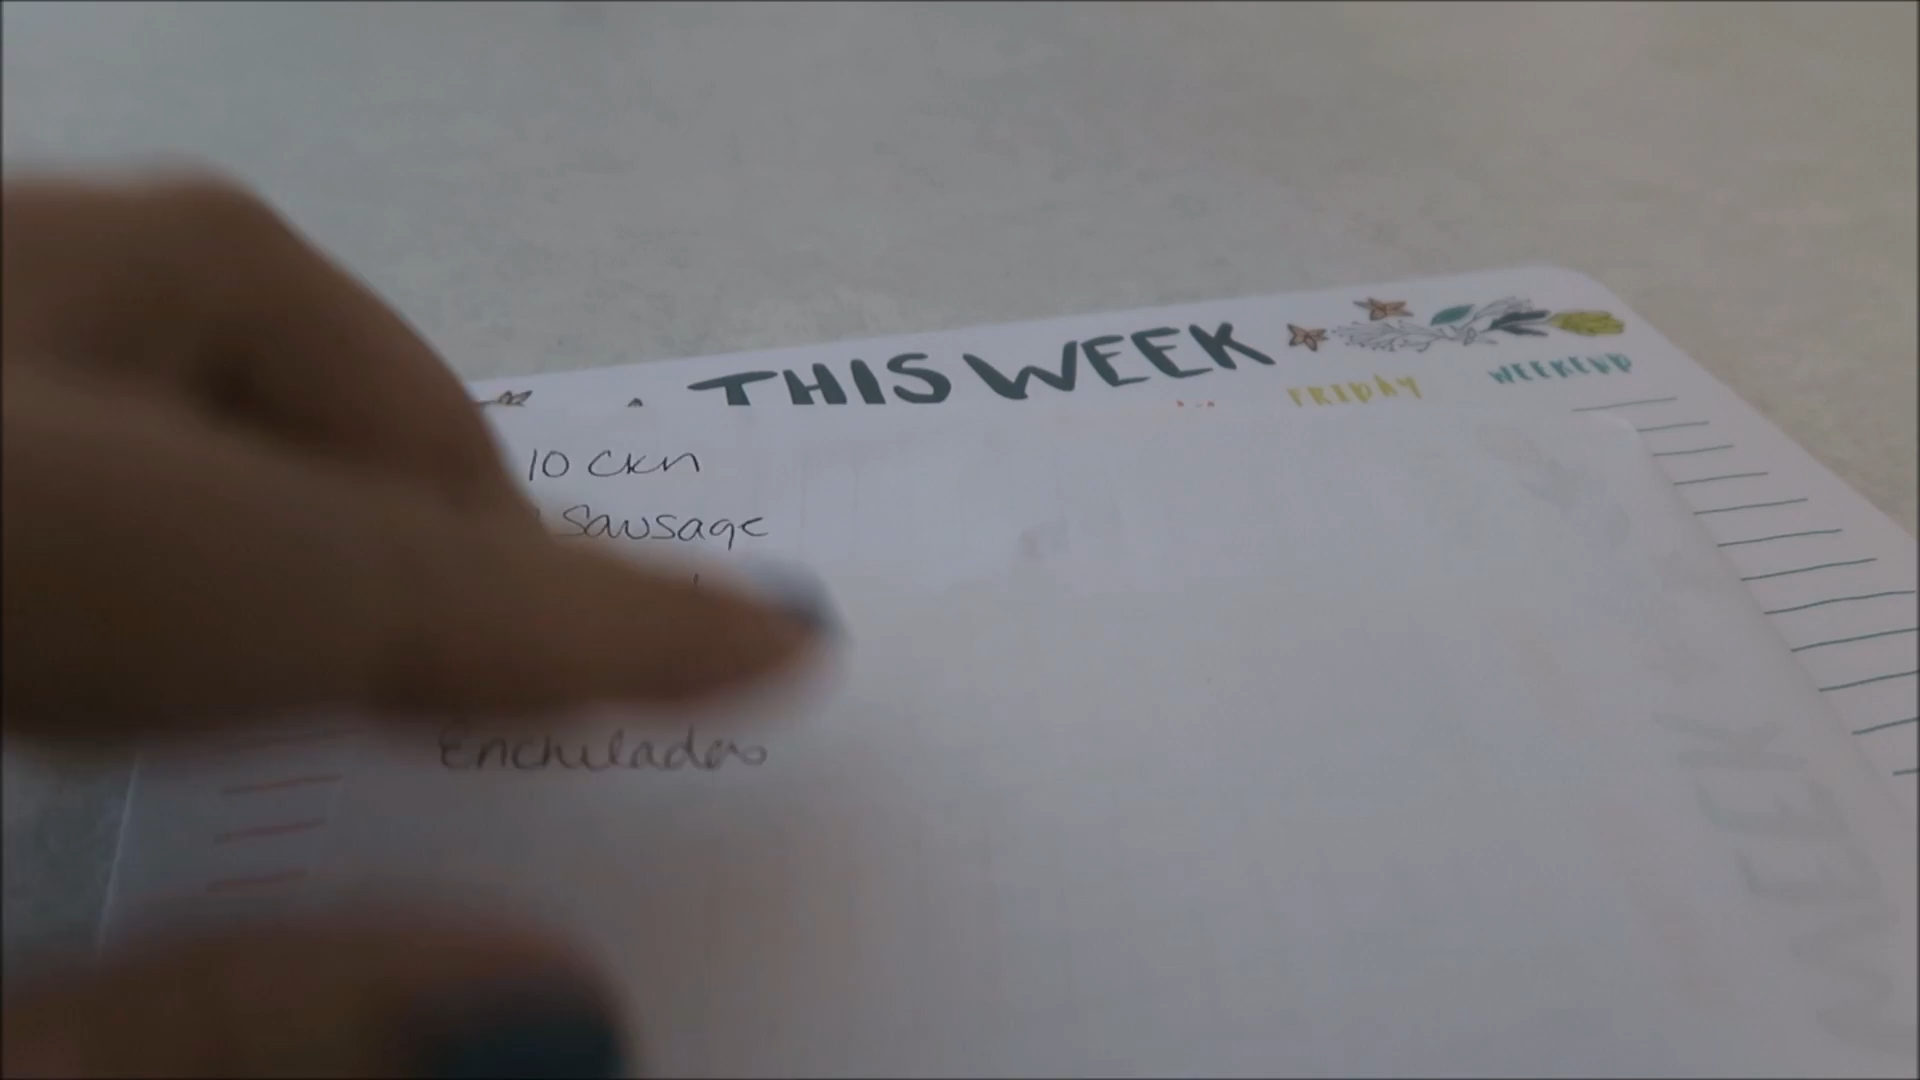 THIS WEEK
FRIDAY
WEEKEND
10 ckn
Sausage
Enchiladas